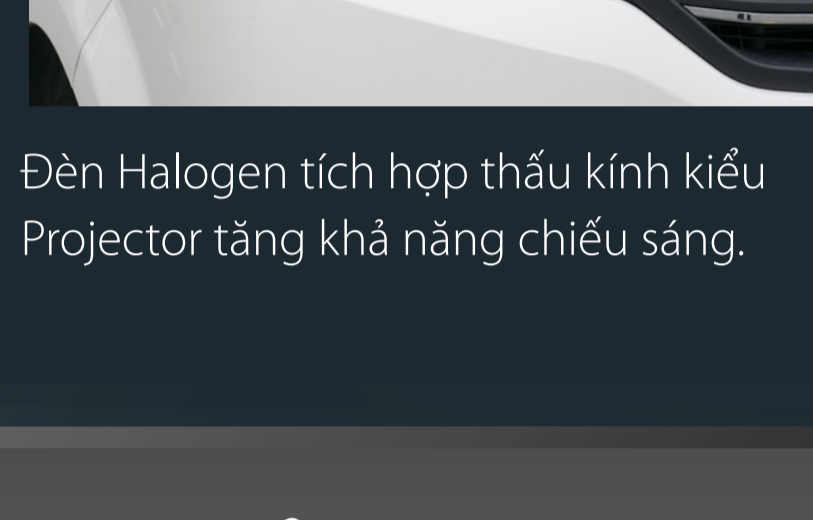 Đèn Halogen tích hợp thấu kính kiểu
Projector tăng khả năng chiếu sáng.